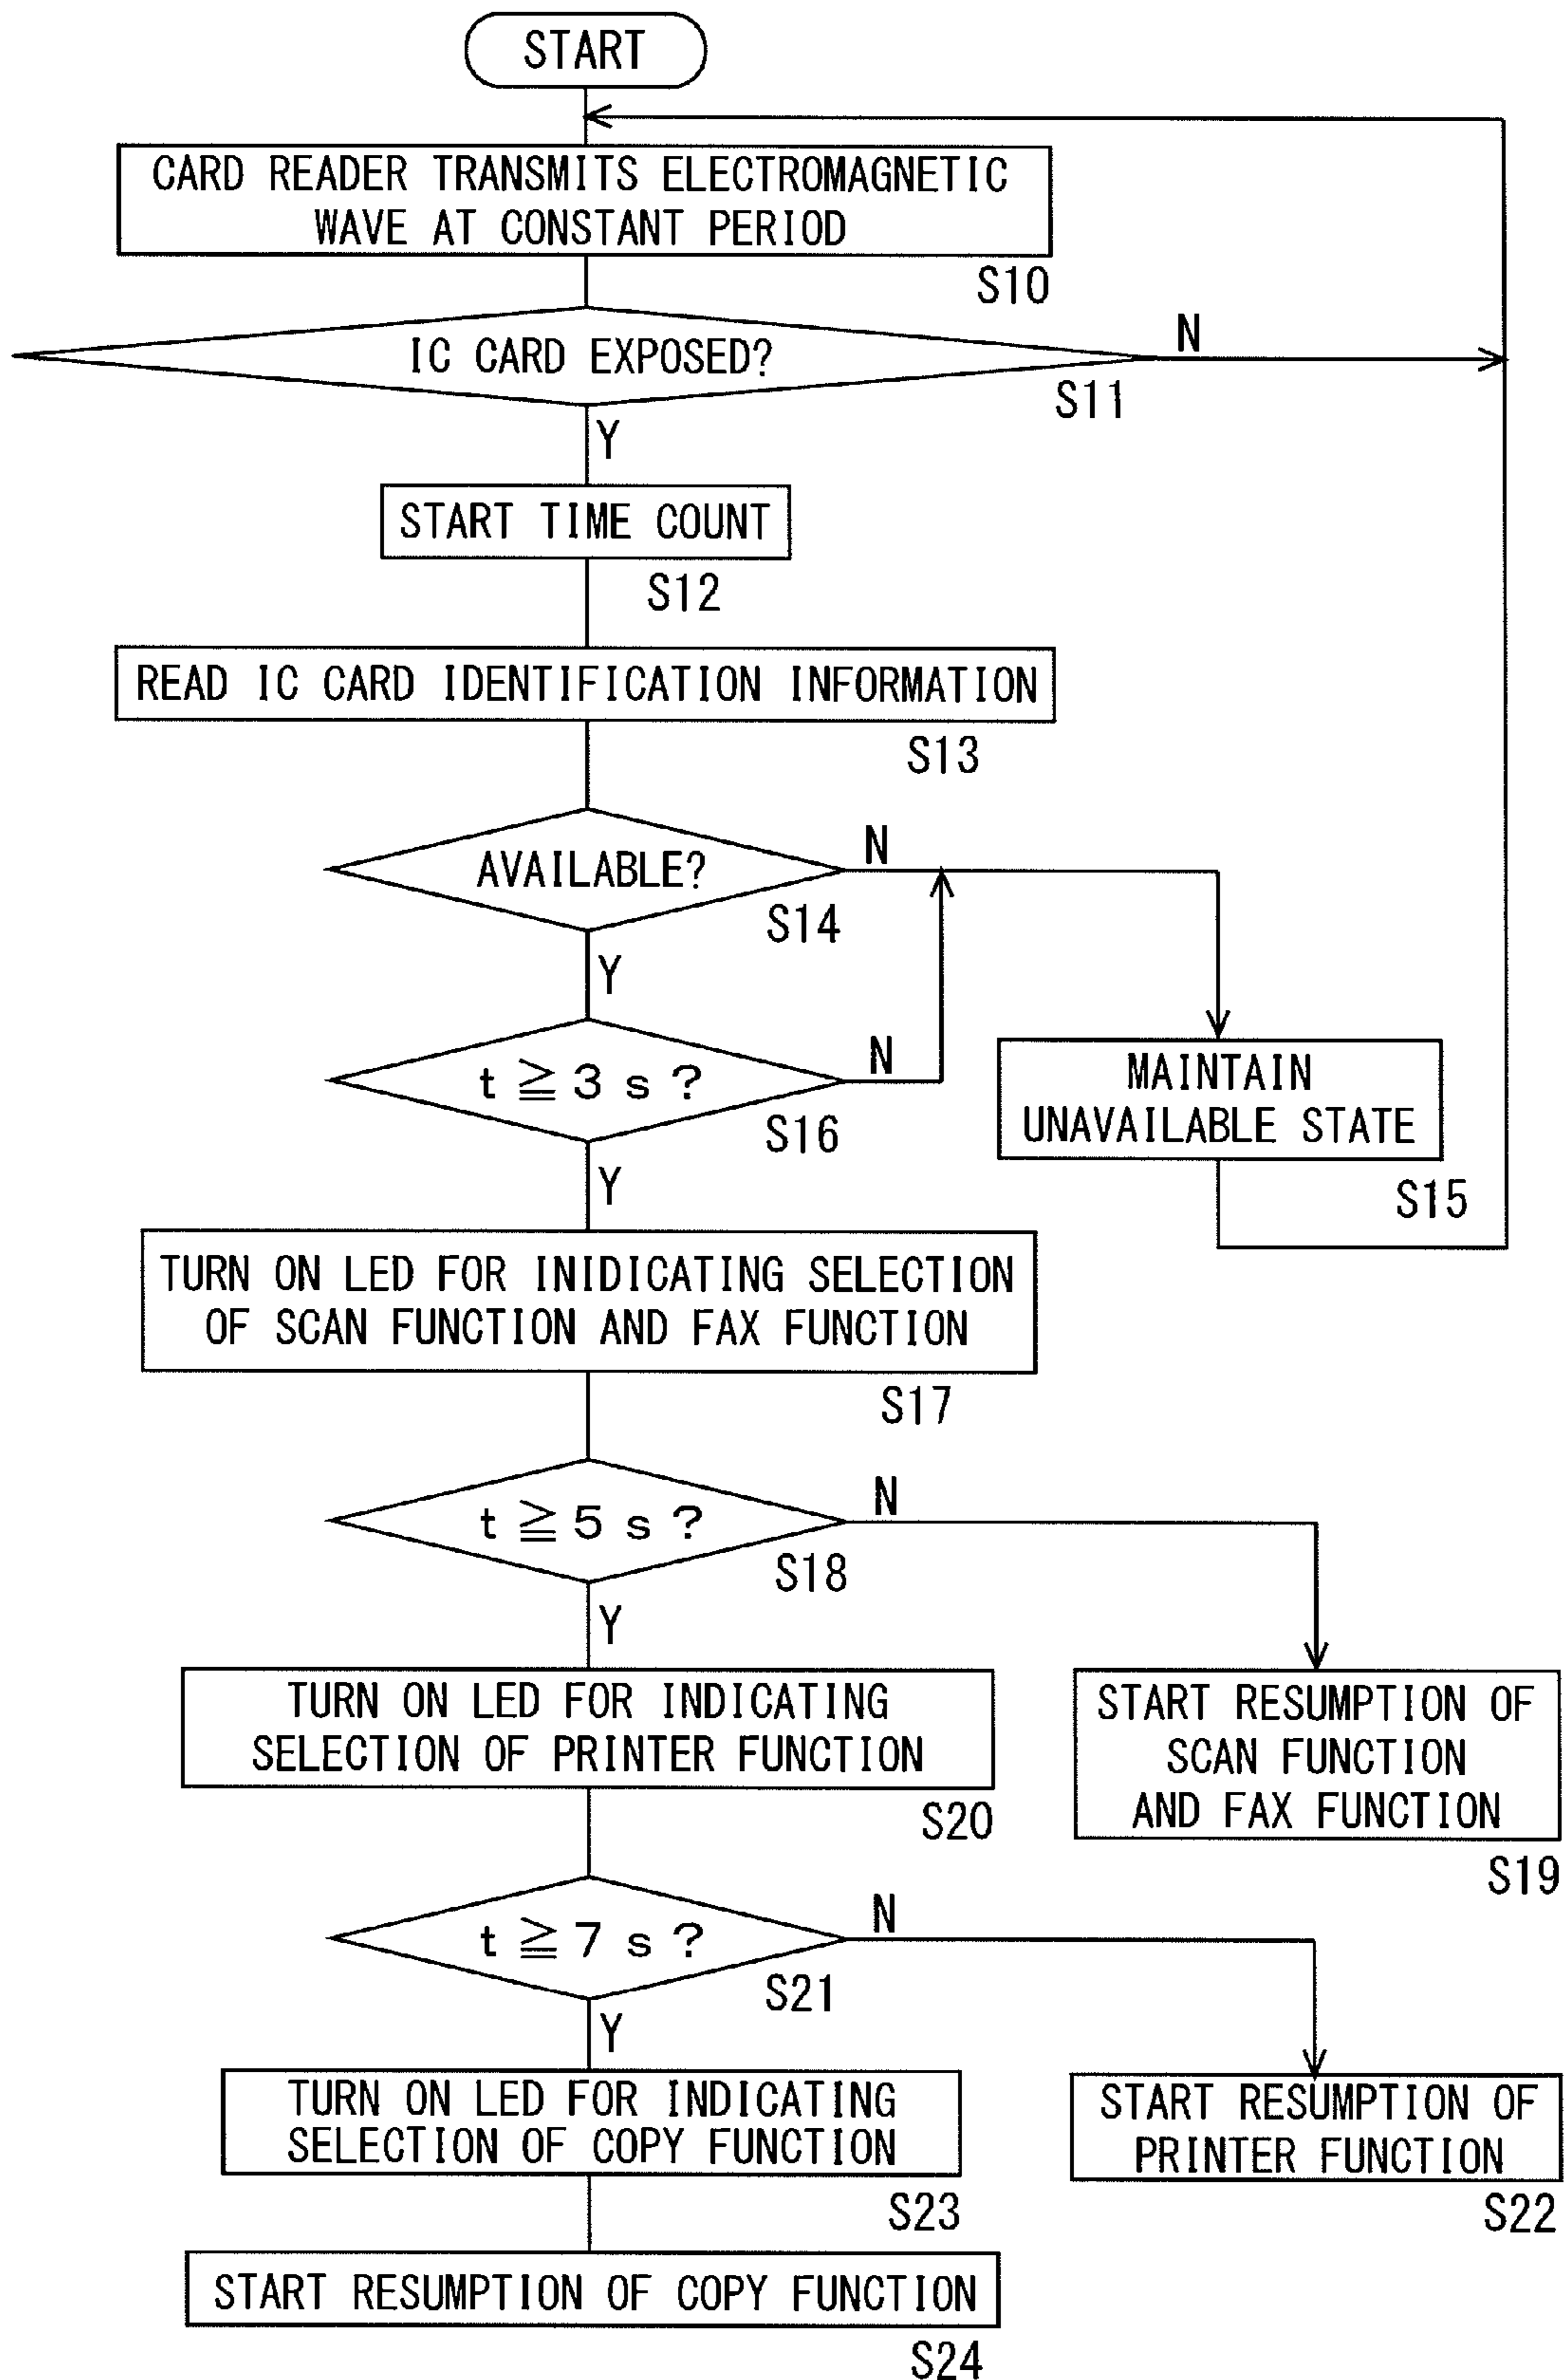 START
CARD READER TRANSMITS ELECTROMAGNETIC
WAVE AT CONSTANT PERIOD
S10
IC CARD EXPOSED?
N
S11
Y
START TIME COUNT
S12
READ IC CARD IDENTIFICATION INFORMATION
S13
AVAILABLE?
N
S14
Y
t ≧ 3 s ?
N
S16
MAINTAIN
UNAVAILABLE STATE
S15
Y
TURN ON LED FOR INIDICATING SELECTION
OF SCAN FUNCTION AND FAX FUNCTION
S17
t ≧ 5 s ?
N
S18
Y
TURN ON LED FOR INDICATING
SELECTION OF PRINTER FUNCTION
S20
START RESUMPTION OF
SCAN FUNCTION
AND FAX FUNCTION
S19
t ≧ 7 s ?
N
S21
Y
TURN ON LED FOR INDICATING
SELECTION OF COPY FUNCTION
S23
START RESUMPTION OF
PRINTER FUNCTION
S22
START RESUMPTION OF COPY FUNCTION
S24